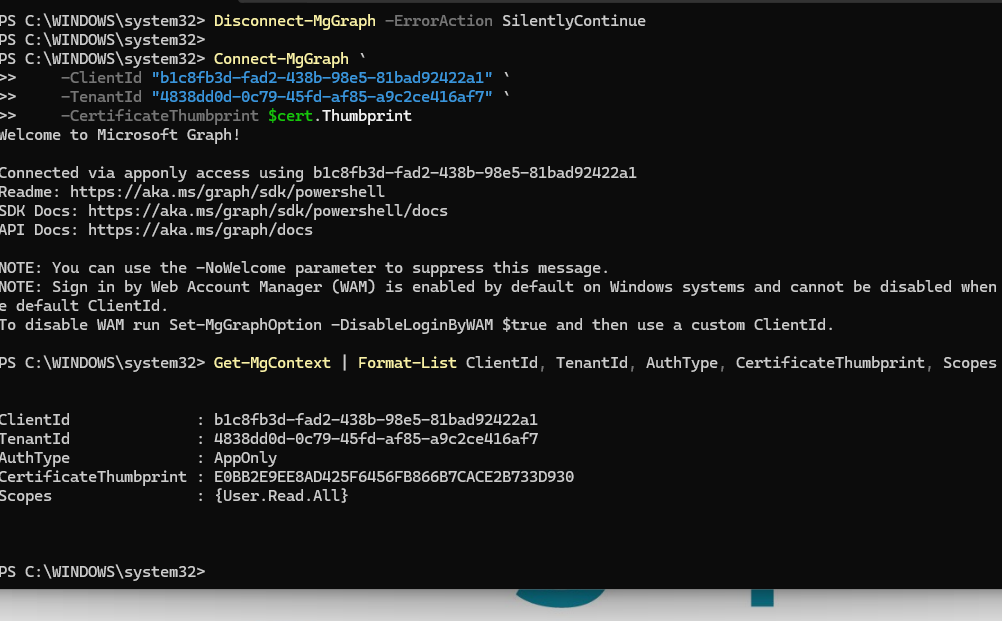 PS C:\WINDOWS\system32> Disconnect-MgGraph -ErrorAction SilentlyContinue
PS C:\WINDOWS\system32>
PS C:\WINDOWS\system32> Connect-MgGraph `
>>     -ClientId "b1c8fb3d-fad2-438b-98e5-81bad92422a1" `
>>     -TenantId "4838dd0d-0c79-45fd-af85-a9c2ce416af7" `
>>     -CertificateThumbprint $cert.Thumbprint
Welcome to Microsoft Graph!
Connected via apponly access using b1c8fb3d-fad2-438b-98e5-81bad92422a1
Readme: https://aka.ms/graph/sdk/powershell
SDK Docs: https://aka.ms/graph/sdk/powershell/docs
API Docs: https://aka.ms/graph/docs
NOTE: You can use the -NoWelcome parameter to suppress this message.
NOTE: Sign in by Web Account Manager (WAM) is enabled by default on Windows systems and cannot be disabled when
e default ClientId.
To disable WAM run Set-MgGraphOption -DisableLoginByWAM $true and then use a custom ClientId.
PS C:\WINDOWS\system32> Get-MgContext | Format-List ClientId, TenantId, AuthType, CertificateThumbprint, Scopes
ClientId              : b1c8fb3d-fad2-438b-98e5-81bad92422a1
TenantId              : 4838dd0d-0c79-45fd-af85-a9c2ce416af7
AuthType              : AppOnly
CertificateThumbprint : E0BB2E9EE8AD425F6456FB866B7CACE2B733D930
Scopes                : {User.Read.All}
PS C:\WINDOWS\system32>